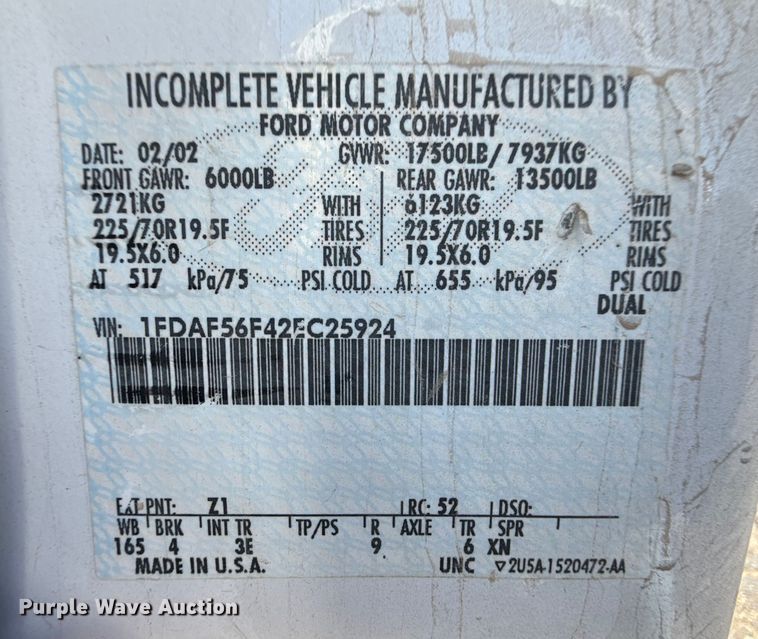 INCOMPLETE VEHICLE MANUFACTURED BY
FORD MOTOR COMPANY
DATE: 02/02 GVWR: 17500LB/ 7937KG
FRONT GAWR: 6000LB REAR GAWR: 13500LB
2721KG WITH 6123KG WITH
225/70R19.5F TIRES 225/70R19.5F TIRES
19.5X6.0 RIMS 19.5X6.0 RIMS
AT 517 kPa/75 PSI COLD AT 655 kPa/95 PSI COLD
DUAL
VIN: 1FDAF56F42EC25924
EXT PNT: Z1 RC: 52 DSO:
WB BRK INT TR TP/PS R AXLE TR SPR
165 4 3E 9 6 XN
MADE IN U.S.A. UNC ▽2U5A-1520472-AA
Purple Wave Auction